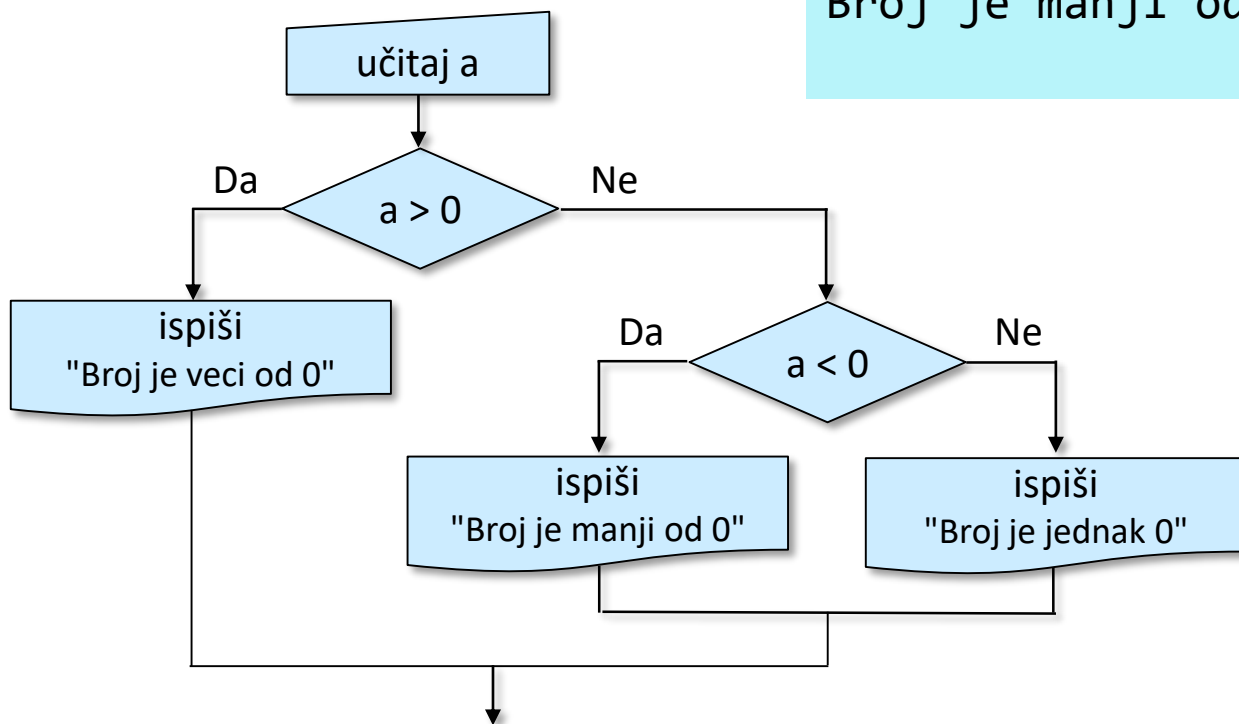 Broj je manji od
učitaj a
Da
Ne
a > 0
ispiši
"Broj je veci od 0"
Da
Ne
a < 0
ispiši
"Broj je manji od 0"
ispiši
"Broj je jednak 0"